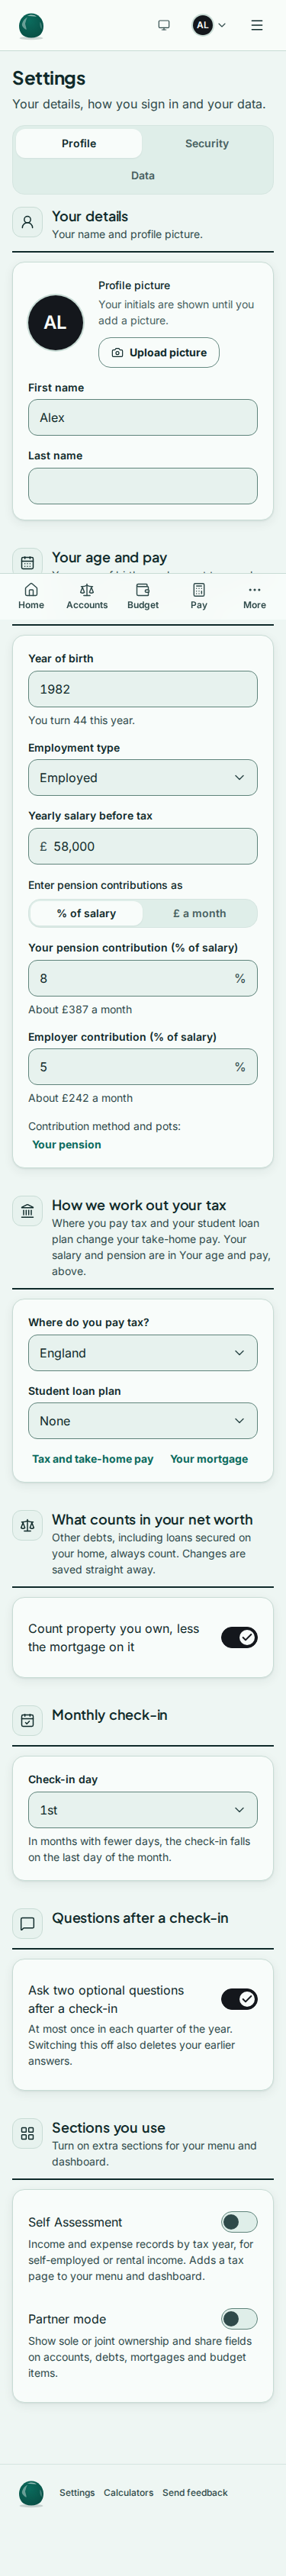 AL
Settings
Your details, how you sign in and your data.
Profile
Security
Data
Your details
Your name and profile picture.
AL
Profile picture
Your initials are shown until you
add a picture.
Upload picture
First name
Alex
Last name
Your age and pay
Home
Accounts
Budget
Pay
More
Year of birth
1982
You turn 44 this year.
Employment type
Employed
Yearly salary before tax
£ 58,000
Enter pension contributions as
% of salary
£ a month
Your pension contribution (% of salary)
8 %
About £387 a month
Employer contribution (% of salary)
5 %
About £242 a month
Contribution method and pots:
Your pension
How we work out your tax
Where you pay tax and your student loan
plan change your take-home pay. Your
salary and pension are in Your age and pay,
above.
Where do you pay tax?
England
Student loan plan
None
Tax and take-home pay
Your mortgage
What counts in your net worth
Other debts, including loans secured on
your home, always count. Changes are
saved straight away.
Count property you own, less
the mortgage on it
Monthly check-in
Check-in day
1st
In months with fewer days, the check-in falls
on the last day of the month.
Questions after a check-in
Ask two optional questions
after a check-in
At most once in each quarter of the year.
Switching this off also deletes your earlier
answers.
Sections you use
Turn on extra sections for your menu and
dashboard.
Self Assessment
Income and expense records by tax year, for
self-employed or rental income. Adds a tax
page to your menu and dashboard.
Partner mode
Show sole or joint ownership and share fields
on accounts, debts, mortgages and budget
items.
Settings
Calculators
Send feedback